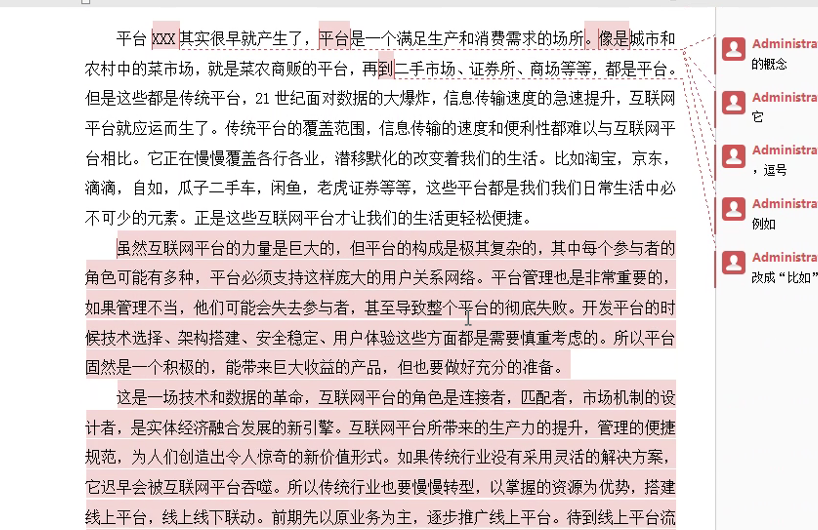 平台 XXX 其实很早就产生了，平台是一个满足生产和消费需求的场所。像是城市和
农村中的菜市场，就是菜农商贩的平台，再到二手市场、证券所、商场等等，都是平台。
但是这些都是传统平台，21 世纪面对数据的大爆炸，信息传输速度的急速提升，互联网
平台就应运而生了。传统平台的覆盖范围，信息传输的速度和便利性都难以与互联网平
台相比。它正在慢慢覆盖各行各业，潜移默化的改变着我们的生活。比如淘宝，京东，
滴滴，自如，瓜子二手车，闲鱼，老虎证券等等，这些平台都是我们我们日常生活中必
不可少的元素。正是这些互联网平台才让我们的生活更轻松便捷。
虽然互联网平台的力量是巨大的，但平台的构成是极其复杂的，其中每个参与者的
角色可能有多种，平台必须支持这样庞大的用户关系网络。平台管理也是非常重要的，
如果管理不当，他们可能会失去参与者，甚至导致整个平台的彻底失败。开发平台的时
候技术选择、架构搭建、安全稳定、用户体验这些方面都是需要慎重考虑的。所以平台
固然是一个积极的，能带来巨大收益的产品，但也要做好充分的准备。
这是一场技术和数据的革命，互联网平台的角色是连接者，匹配者，市场机制的设
计者，是实体经济融合发展的新引擎。互联网平台所带来的生产力的提升，管理的便捷
规范，为人们创造出令人惊奇的新价值形式。如果传统行业没有采用灵活的解决方案，
它迟早会被互联网平台吞噬。所以传统行业也要慢慢转型，以掌握的资源为优势，搭建
线上平台，线上线下联动。前期先以原业务为主，逐步推广线上平台。待到线上平台流
Administra
的概念
Administra
它
Administra
，逗号
Administra
例如
Administra
改成“比如”